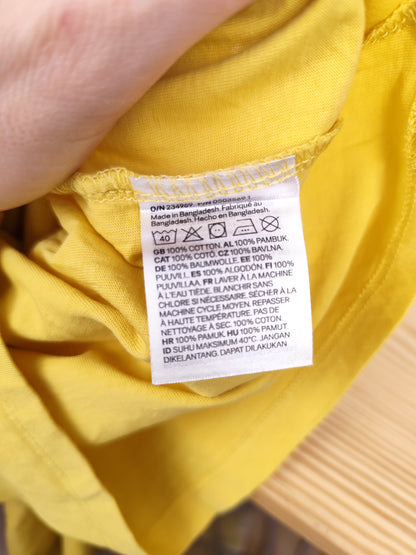 O/N 234969
Made in Bangladesh. Fabriqué au
Bangladesh. Hecho en Bangladesh.
40
GB 100% COTTON. AL 100% PAMBUK.
CAT 100% COTÓ. CZ 100% BAVLNA.
DE 100% BAUMWOLLE. EE 100%
PUUVILL. ES 100% ALGODÓN. FI 100%
PUUVILLAA. FR LAVER À LA MACHINE
À L'EAU TIÈDE. BLANCHIR SANS
CHLORE SI NÉCESSAIRE. SÉCHER À LA
MACHINE CYCLE MOYEN. REPASSER
À HAUTE TEMPÉRATURE. PAS DE
NETTOYAGE À SEC. 100% COTON.
HR 100% PAMUK. HU 100% PAMUT
ID SUHU MAKSIMUM 40°C. JANGAN
DIKELANTANG. DAPAT DILAKUKAN